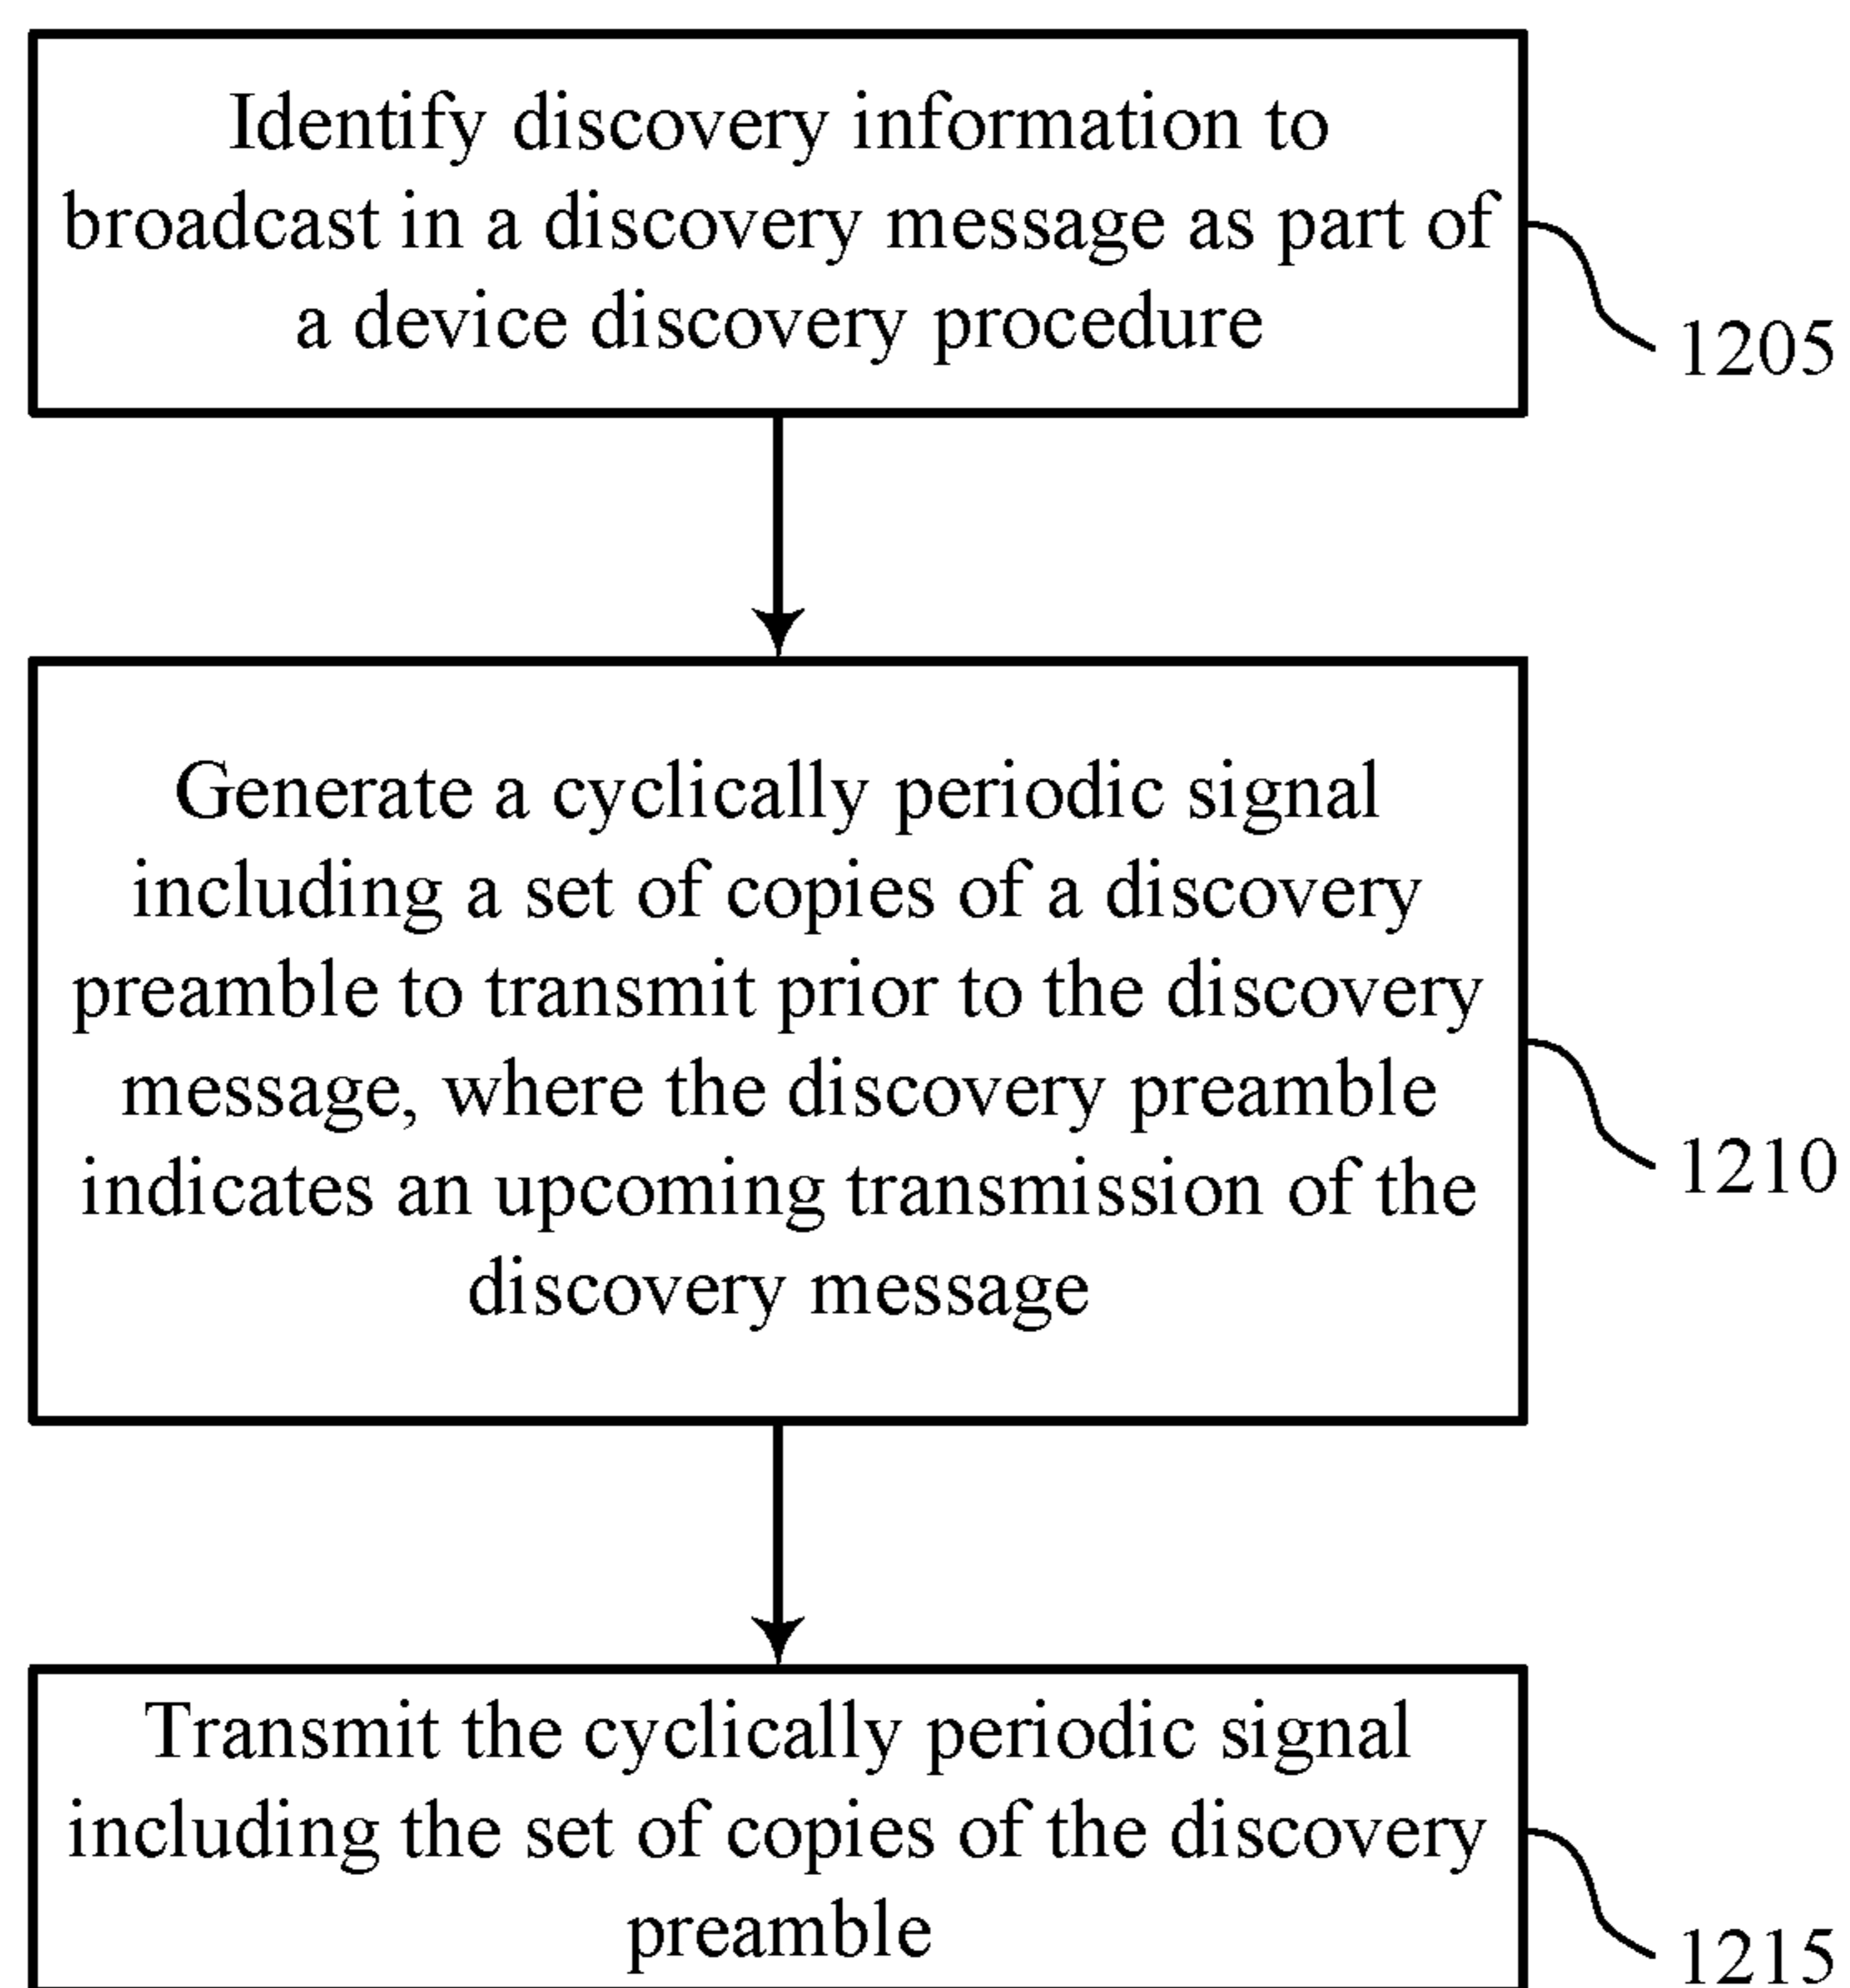 Identify discovery information to
broadcast in a discovery message as part of
a device discovery procedure
1205
Generate a cyclically periodic signal
including a set of copies of a discovery
preamble to transmit prior to the discovery
message, where the discovery preamble
indicates an upcoming transmission of the
discovery message
1210
Transmit the cyclically periodic signal
including the set of copies of the discovery
preamble
1215